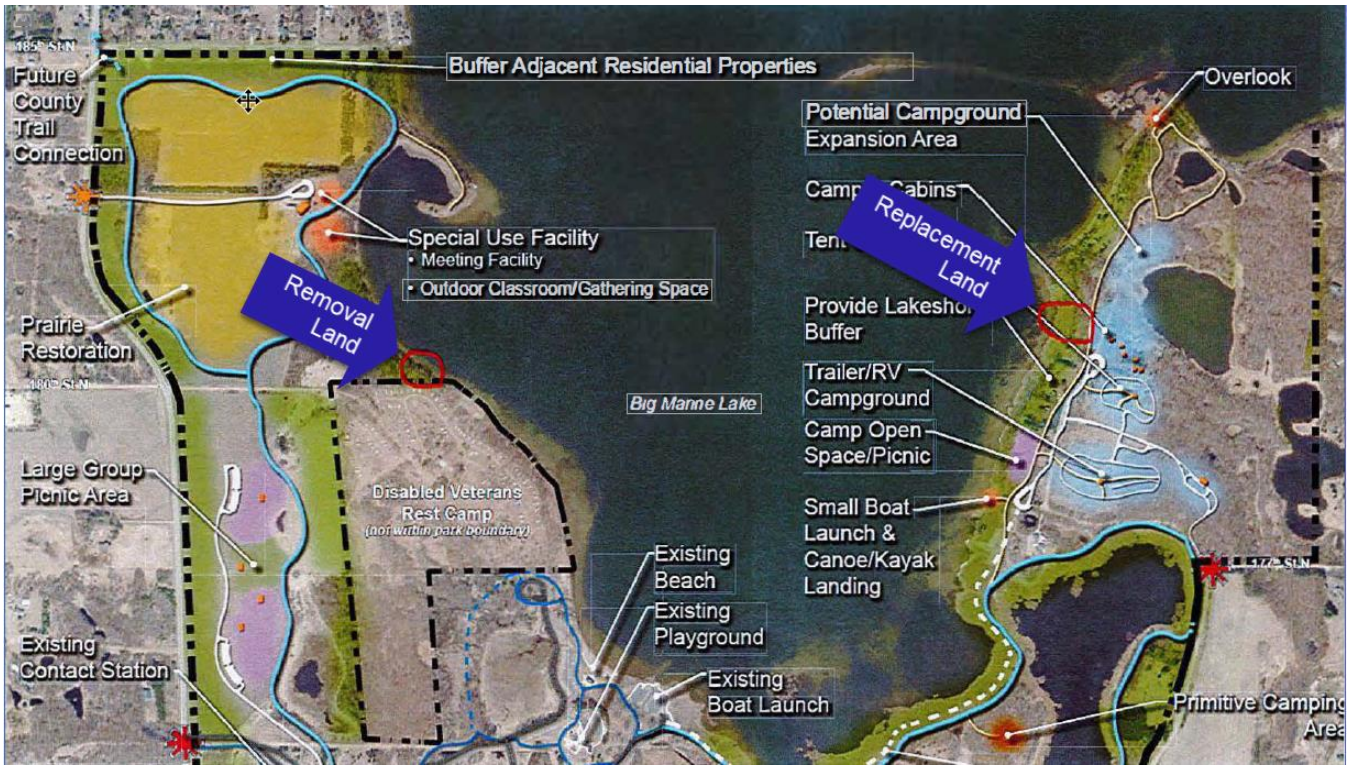 185th St N
Future
County
Trail
Connection
Buffer Adjacent Residential Properties
Overlook
Potential Campground
Expansion Area
Cabins
Tent
Replacement
Land
Special Use Facility
• Meeting Facility
• Outdoor Classroom/Gathering Space
Removal
Land
Prairie
Restoration
180th St N
Provide Lakeshor
Buffer
Trailer/RV
Campground
Camp Open
Space/Picnic
Big Marine Lake
Large Group
Picnic Area
Disabled Veterans
Rest Camp
(not within park boundary)
Small Boat
Launch &
Canoe/Kayak
Landing
Existing
Beach
Existing
Playground
Existing
Boat Launch
Existing
Contact Station
St N
Primitive Camping
Area